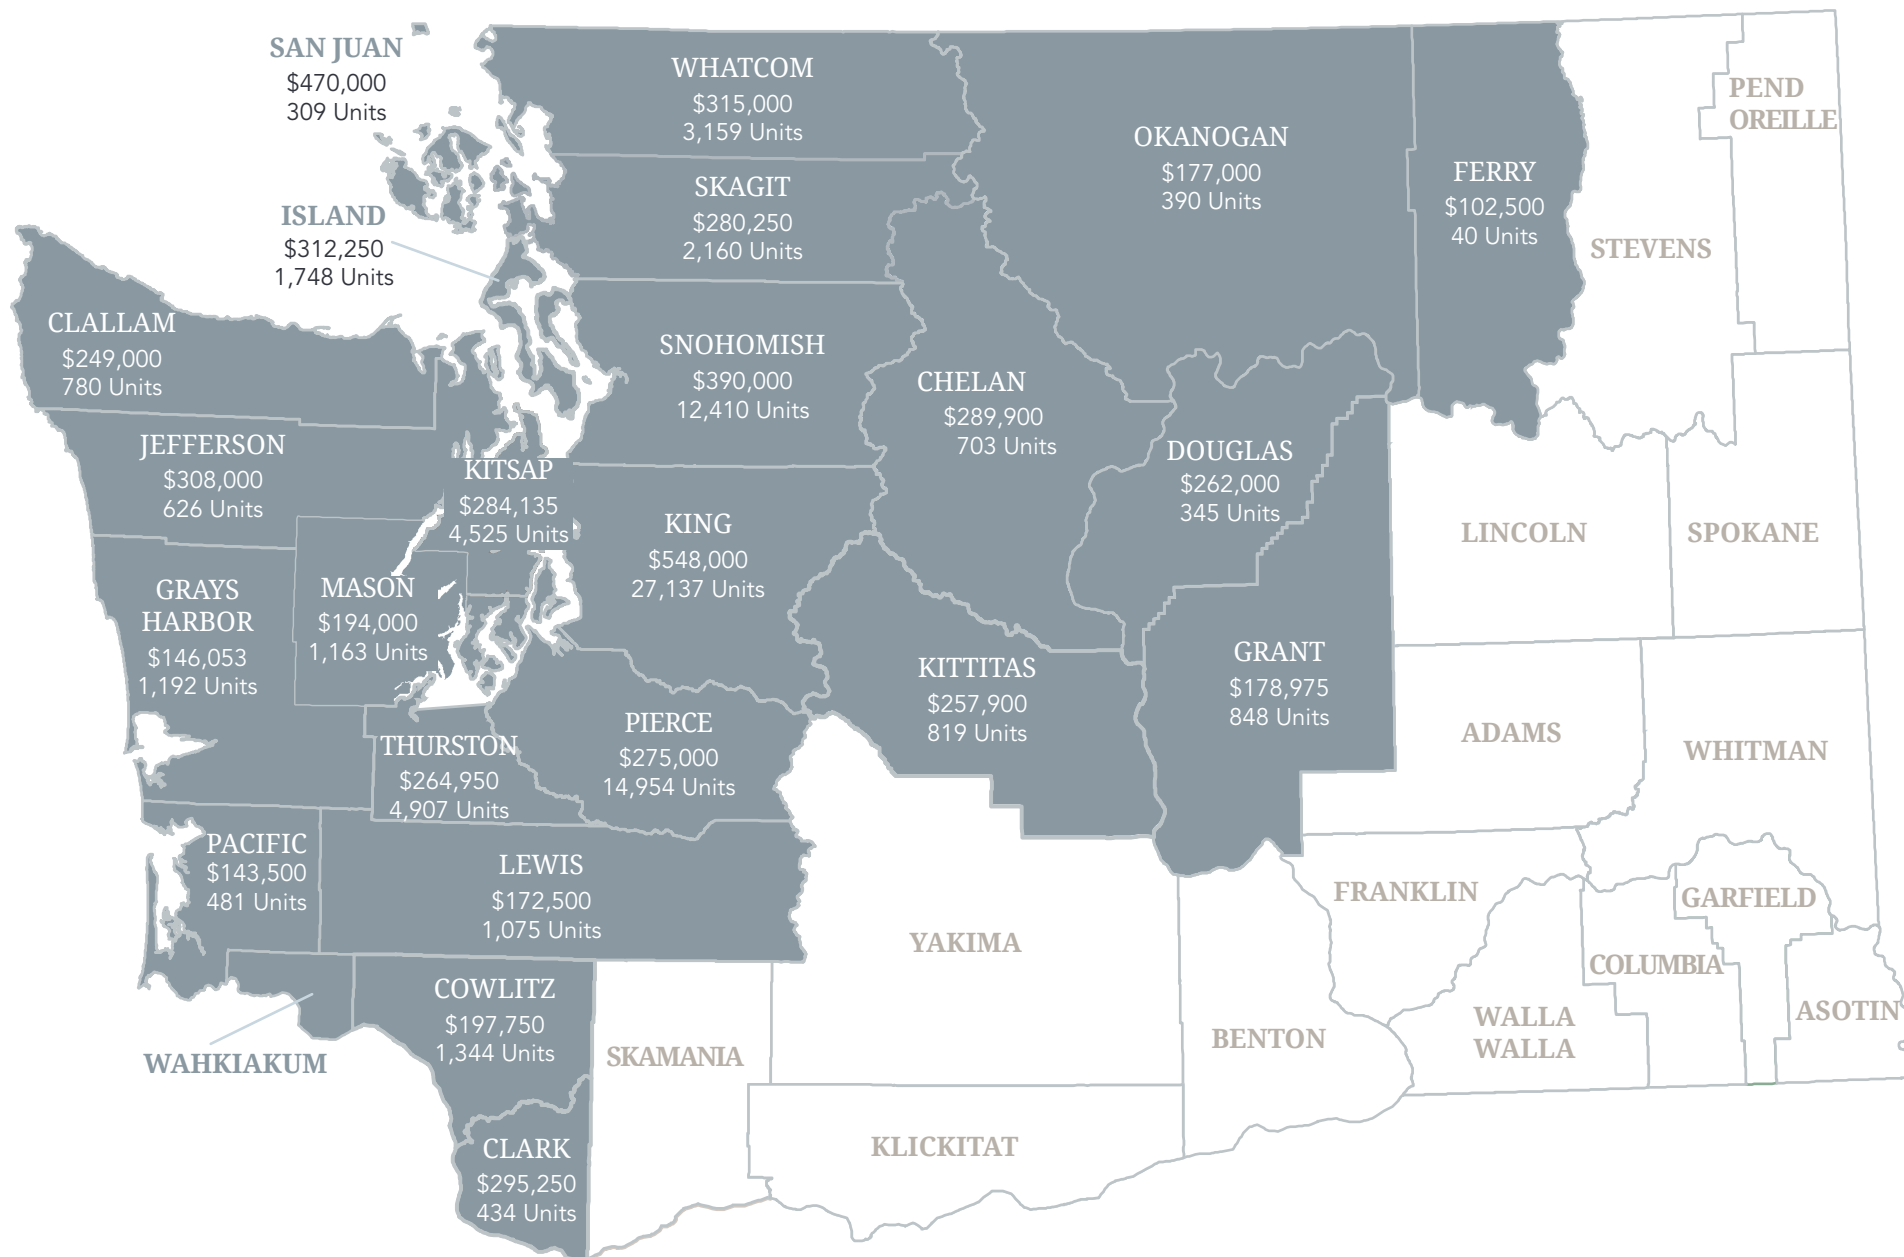 SAN JUAN
$470,000
309 Units
WHATCOM
$315,000
3,159 Units
PEND
OREILLE
OKANOGAN
$177,000
390 Units
FERRY
$102,500
40 Units
SKAGIT
$280,250
2,160 Units
ISLAND
$312,250
1,748 Units
STEVENS
CLALLAM
$249,000
780 Units
SNOHOMISH
$390,000
12,410 Units
CHELAN
$289,900
703 Units
JEFFERSON
$308,000
626 Units
KITSAP
$284,135
4,525 Units
DOUGLAS
$262,000
345 Units
KING
$548,000
27,137 Units
LINCOLN
SPOKANE
GRAYS
HARBOR
$146,053
1,192 Units
MASON
$194,000
1,163 Units
KITTITAS
$257,900
819 Units
GRANT
$178,975
848 Units
PIERCE
$275,000
14,954 Units
THURSTON
$264,950
4,907 Units
ADAMS
WHITMAN
PACIFIC
$143,500
481 Units
LEWIS
$172,500
1,075 Units
FRANKLIN
GARFIELD
YAKIMA
COLUMBIA
COWLITZ
$197,750
1,344 Units
ASOTIN
WALLA
WALLA
BENTON
SKAMANIA
WAHKIAKUM
CLARK
$295,250
434 Units
KLICKITAT